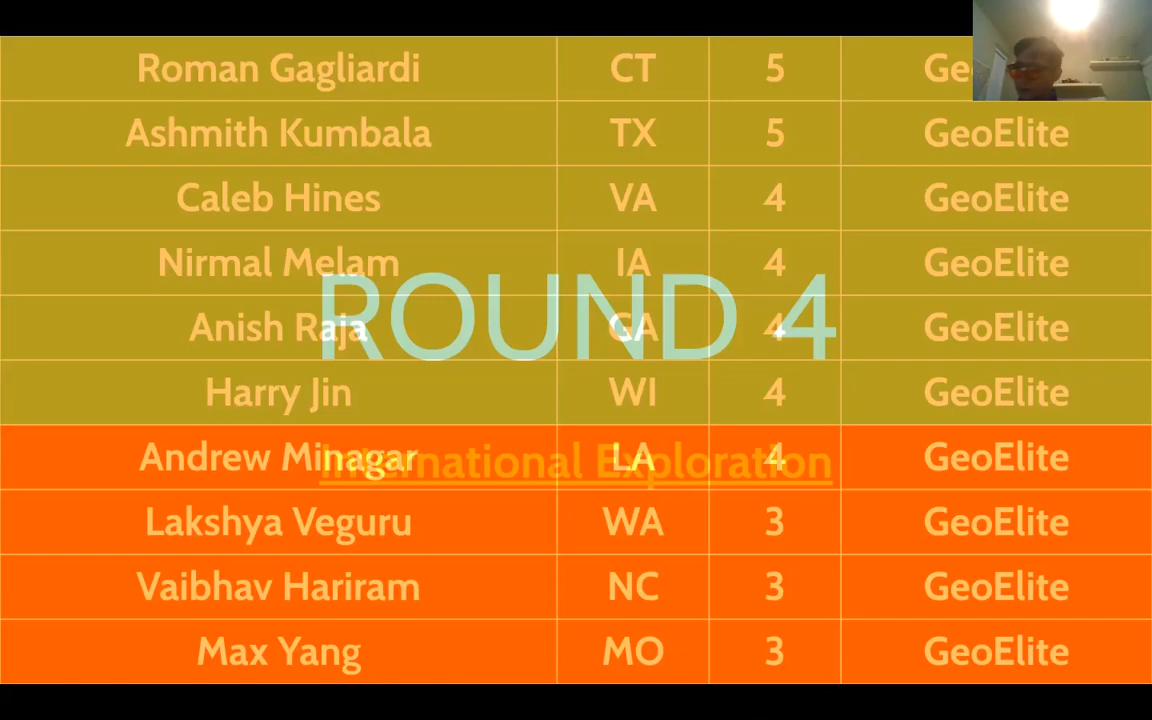 Roman Gagliardi CT 5 Ge
Ashmith Kumbala TX 5 GeoElite
Caleb Hines VA 4 GeoElite
Nirmal Melam IA 4 GeoElite
ROUND 4
Anish Raja GA 4 GeoElite
Harry Jin WI 4 GeoElite
Andrew Minagar LA 4 GeoElite
International Exploration
Lakshya Veguru WA 3 GeoElite
Vaibhav Hariram NC 3 GeoElite
Max Yang MO 3 GeoElite